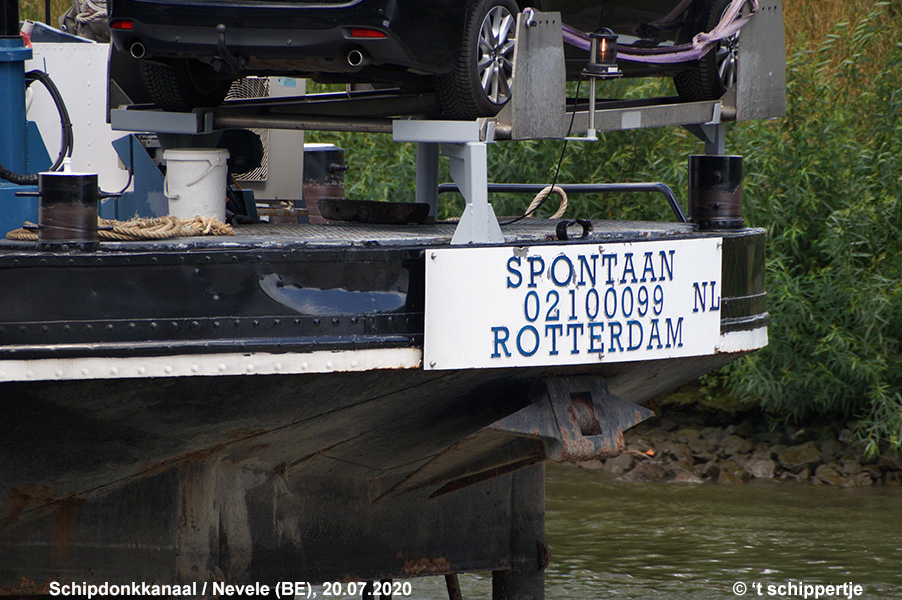 SPONTAAN
02100099 NL
ROTTERDAM
Schipdonkkanaal / Nevele (BE), 20.07.2020
© ‘t schippertje